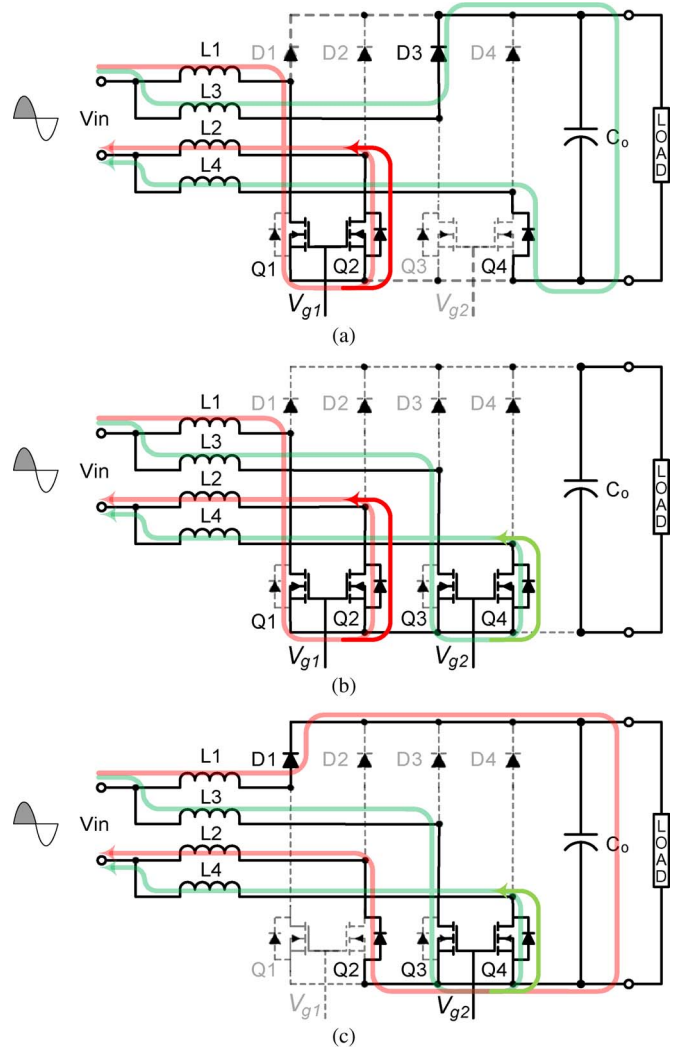 L1
D1
D2
D3
D4
Vin
L3
L2
L4
Co
LOAD
Q1
Q2
Q3
Q4
Vg1
Vg2
(a)
L1
D1
D2
D3
D4
Vin
L3
L2
L4
Co
LOAD
Q1
Q2
Q3
Q4
Vg1
Vg2
(b)
L1
D1
D2
D3
D4
Vin
L3
L2
L4
Co
LOAD
Q1
Q2
Q3
Q4
Vg1
Vg2
(c)